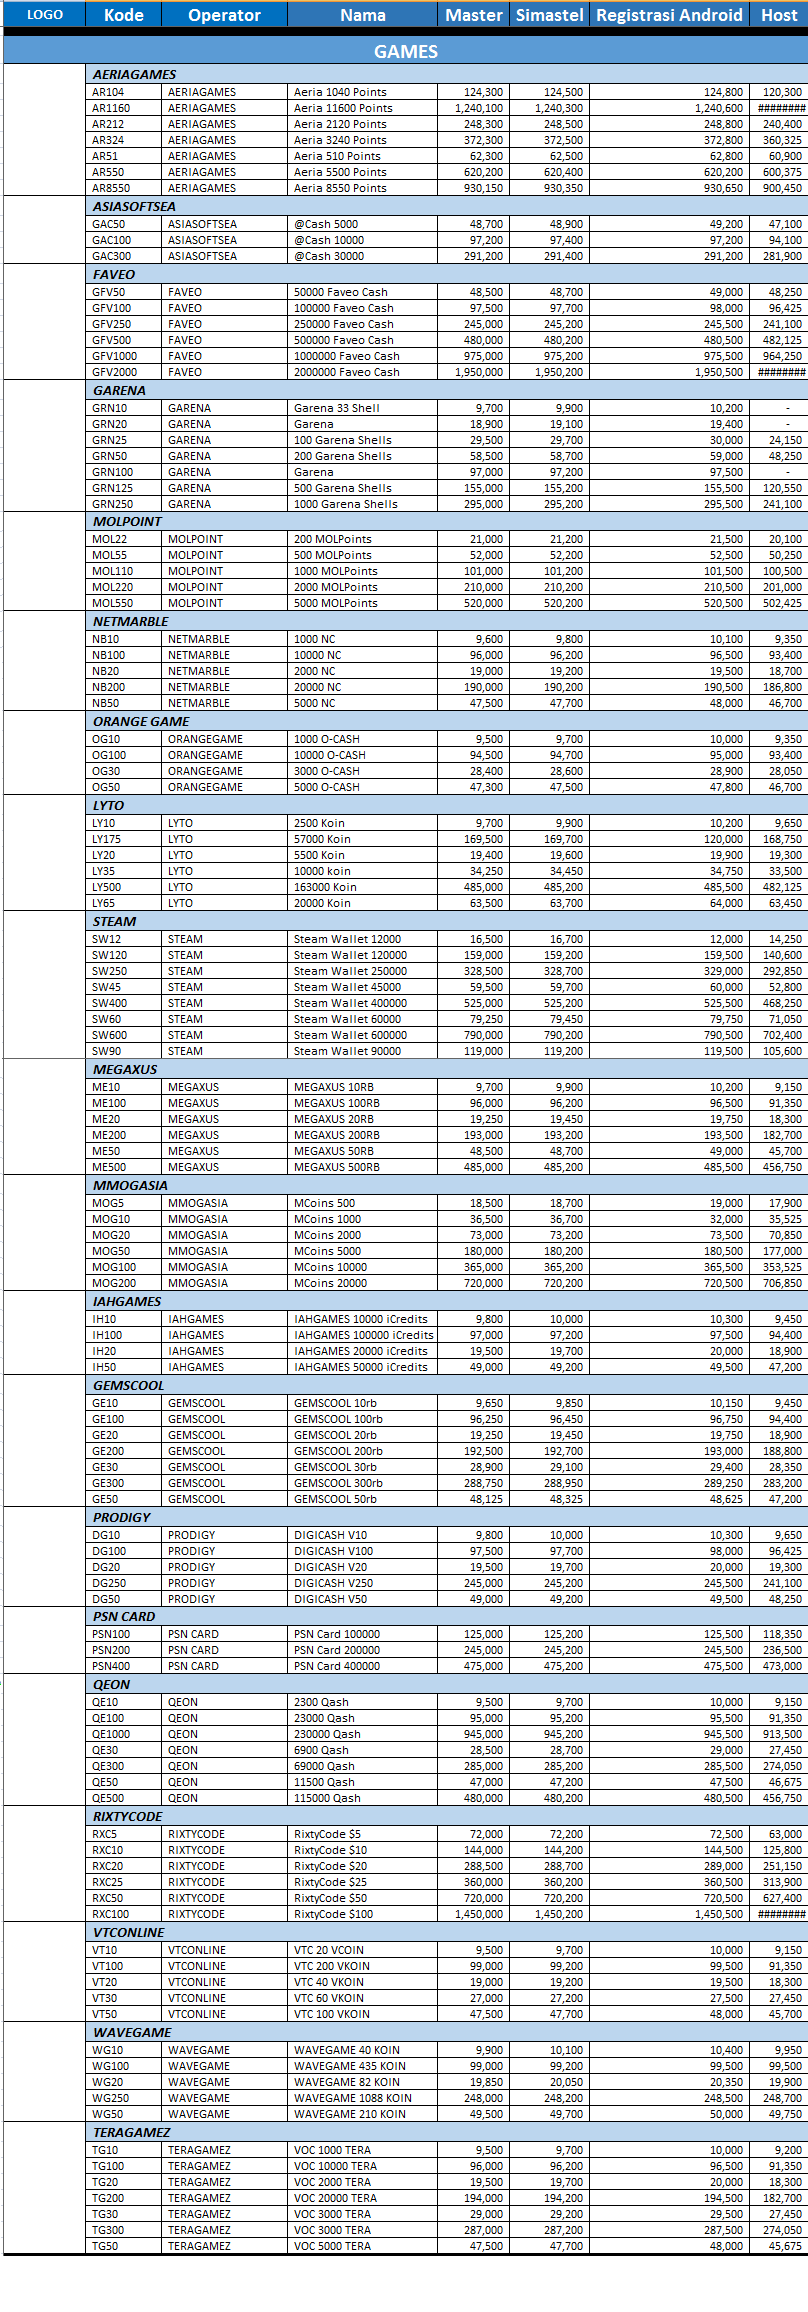 LOGO Kode Operator Nama Master Simastel Registrasi Android Host
GAMES
AERIAGAMES
AR104 AERIAGAMES Aeria 1040 Points 124,300 124,500 124,800 120,300
AR1160 AERIAGAMES Aeria 11600 Points 1,240,100 1,240,300 1,240,600 ########
AR212 AERIAGAMES Aeria 2120 Points 248,300 248,500 248,800 240,400
AR324 AERIAGAMES Aeria 3240 Points 372,300 372,500 372,800 360,325
AR51 AERIAGAMES Aeria 510 Points 62,300 62,500 62,800 60,900
AR550 AERIAGAMES Aeria 5500 Points 620,200 620,400 620,200 600,375
AR8550 AERIAGAMES Aeria 8550 Points 930,150 930,350 930,650 900,450
ASIASOFTSEA
GAC50 ASIASOFTSEA @Cash 5000 48,700 48,900 49,200 47,100
GAC100 ASIASOFTSEA @Cash 10000 97,200 97,400 97,200 94,100
GAC300 ASIASOFTSEA @Cash 30000 291,200 291,400 291,200 281,900
FAVEO
GFV50 FAVEO 50000 Faveo Cash 48,500 48,700 49,000 48,250
GFV100 FAVEO 100000 Faveo Cash 97,500 97,700 98,000 96,425
GFV250 FAVEO 250000 Faveo Cash 245,000 245,200 245,500 241,100
GFV500 FAVEO 500000 Faveo Cash 480,000 480,200 480,500 482,125
GFV1000 FAVEO 1000000 Faveo Cash 975,000 975,200 975,500 964,250
GFV2000 FAVEO 2000000 Faveo Cash 1,950,000 1,950,200 1,950,500 ########
GARENA
GRN10 GARENA Garena 33 Shell 9,700 9,900 10,200 -
GRN20 GARENA Garena 18,900 19,100 19,400 -
GRN25 GARENA 100 Garena Shells 29,500 29,700 30,000 24,150
GRN50 GARENA 200 Garena Shells 58,500 58,700 59,000 48,250
GRN100 GARENA Garena 97,000 97,200 97,500 -
GRN125 GARENA 500 Garena Shells 155,000 155,200 155,500 120,550
GRN250 GARENA 1000 Garena Shells 295,000 295,200 295,500 241,100
MOLPOINT
MOL22 MOLPOINT 200 MOLPoints 21,000 21,200 21,500 20,100
MOL55 MOLPOINT 500 MOLPoints 52,000 52,200 52,500 50,250
MOL110 MOLPOINT 1000 MOLPoints 101,000 101,200 101,500 100,500
MOL220 MOLPOINT 2000 MOLPoints 210,000 210,200 210,500 201,000
MOL550 MOLPOINT 5000 MOLPoints 520,000 520,200 520,500 502,425
NETMARBLE
NB10 NETMARBLE 1000 NC 9,600 9,800 10,100 9,350
NB100 NETMARBLE 10000 NC 96,000 96,200 96,500 93,400
NB20 NETMARBLE 2000 NC 19,000 19,200 19,500 18,700
NB200 NETMARBLE 20000 NC 190,000 190,200 190,500 186,800
NB50 NETMARBLE 5000 NC 47,500 47,700 48,000 46,700
ORANGE GAME
OG10 ORANGEGAME 1000 O-CASH 9,500 9,700 10,000 9,350
OG100 ORANGEGAME 10000 O-CASH 94,500 94,700 95,000 93,400
OG30 ORANGEGAME 3000 O-CASH 28,400 28,600 28,900 28,050
OG50 ORANGEGAME 5000 O-CASH 47,300 47,500 47,800 46,700
LYTO
LY10 LYTO 2500 Koin 9,700 9,900 10,200 9,650
LY175 LYTO 57000 Koin 169,500 169,700 120,000 168,750
LY20 LYTO 5500 Koin 19,400 19,600 19,900 19,300
LY35 LYTO 10000 koin 34,250 34,450 34,750 33,500
LY500 LYTO 163000 Koin 485,000 485,200 485,500 482,125
LY65 LYTO 20000 Koin 63,500 63,700 64,000 63,450
STEAM
SW12 STEAM Steam Wallet 12000 16,500 16,700 12,000 14,250
SW120 STEAM Steam Wallet 120000 159,000 159,200 159,500 140,600
SW250 STEAM Steam Wallet 250000 328,500 328,700 329,000 292,850
SW45 STEAM Steam Wallet 45000 59,500 59,700 60,000 52,800
SW400 STEAM Steam Wallet 400000 525,000 525,200 525,500 468,250
SW60 STEAM Steam Wallet 60000 79,250 79,450 79,750 71,050
SW600 STEAM Steam Wallet 600000 790,000 790,200 790,500 702,400
SW90 STEAM Steam Wallet 90000 119,000 119,200 119,500 105,600
MEGAXUS
ME10 MEGAXUS MEGAXUS 10RB 9,700 9,900 10,200 9,150
ME100 MEGAXUS MEGAXUS 100RB 96,000 96,200 96,500 91,350
ME20 MEGAXUS MEGAXUS 20RB 19,250 19,450 19,750 18,300
ME200 MEGAXUS MEGAXUS 200RB 193,000 193,200 193,500 182,700
ME50 MEGAXUS MEGAXUS 50RB 48,500 48,700 49,000 45,700
ME500 MEGAXUS MEGAXUS 500RB 485,000 485,200 485,500 456,750
MMOGASIA
MOG5 MMOGASIA MCoins 500 18,500 18,700 19,000 17,900
MOG10 MMOGASIA MCoins 1000 36,500 36,700 32,000 35,525
MOG20 MMOGASIA MCoins 2000 73,000 73,200 73,500 70,850
MOG50 MMOGASIA MCoins 5000 180,000 180,200 180,500 177,000
MOG100 MMOGASIA MCoins 10000 365,000 365,200 365,500 353,525
MOG200 MMOGASIA MCoins 20000 720,000 720,200 720,500 706,850
IAHGAMES
IH10 IAHGAMES IAHGAMES 10000 iCredits 9,800 10,000 10,300 9,450
IH100 IAHGAMES IAHGAMES 100000 iCredits 97,000 97,200 97,500 94,400
IH20 IAHGAMES IAHGAMES 20000 iCredits 19,500 19,700 20,000 18,900
IH50 IAHGAMES IAHGAMES 50000 iCredits 49,000 49,200 49,500 47,200
GEMSCOOL
GE10 GEMSCOOL GEMSCOOL 10rb 9,650 9,850 10,150 9,450
GE100 GEMSCOOL GEMSCOOL 100rb 96,250 96,450 96,750 94,400
GE20 GEMSCOOL GEMSCOOL 20rb 19,250 19,450 19,750 18,900
GE200 GEMSCOOL GEMSCOOL 200rb 192,500 192,700 193,000 188,800
GE30 GEMSCOOL GEMSCOOL 30rb 28,900 29,100 29,400 28,350
GE300 GEMSCOOL GEMSCOOL 300rb 288,750 288,950 289,250 283,200
GE50 GEMSCOOL GEMSCOOL 50rb 48,125 48,325 48,625 47,200
PRODIGY
DG10 PRODIGY DIGICASH V10 9,800 10,000 10,300 9,650
DG100 PRODIGY DIGICASH V100 97,500 97,700 98,000 96,425
DG20 PRODIGY DIGICASH V20 19,500 19,700 20,000 19,300
DG250 PRODIGY DIGICASH V250 245,000 245,200 245,500 241,100
DG50 PRODIGY DIGICASH V50 49,000 49,200 49,500 48,250
PSN CARD
PSN100 PSN CARD PSN Card 100000 125,000 125,200 125,500 118,350
PSN200 PSN CARD PSN Card 200000 245,000 245,200 245,500 236,500
PSN400 PSN CARD PSN Card 400000 475,000 475,200 475,500 473,000
QEON
QE10 QEON 2300 Qash 9,500 9,700 10,000 9,150
QE100 QEON 23000 Qash 95,000 95,200 95,500 91,350
QE1000 QEON 230000 Qash 945,000 945,200 945,500 913,500
QE30 QEON 6900 Qash 28,500 28,700 29,000 27,450
QE300 QEON 69000 Qash 285,000 285,200 285,500 274,050
QE50 QEON 11500 Qash 47,000 47,200 47,500 46,675
QE500 QEON 115000 Qash 480,000 480,200 480,500 456,750
RIXTYCODE
RXC5 RIXTYCODE RixtyCode $5 72,000 72,200 72,500 63,000
RXC10 RIXTYCODE RixtyCode $10 144,000 144,200 144,500 125,800
RXC20 RIXTYCODE RixtyCode $20 288,500 288,700 289,000 251,150
RXC25 RIXTYCODE RixtyCode $25 360,000 360,200 360,500 313,900
RXC50 RIXTYCODE RixtyCode $50 720,000 720,200 720,500 627,400
RXC100 RIXTYCODE RixtyCode $100 1,450,000 1,450,200 1,450,500 ########
VTCONLINE
VT10 VTCONLINE VTC 20 VCOIN 9,500 9,700 10,000 9,150
VT100 VTCONLINE VTC 200 VKOIN 99,000 99,200 99,500 91,350
VT20 VTCONLINE VTC 40 VKOIN 19,000 19,200 19,500 18,300
VT30 VTCONLINE VTC 60 VKOIN 27,000 27,200 27,500 27,450
VT50 VTCONLINE VTC 100 VKOIN 47,500 47,700 48,000 45,700
WAVEGAME
WG10 WAVEGAME WAVEGAME 40 KOIN 9,900 10,100 10,400 9,950
WG100 WAVEGAME WAVEGAME 435 KOIN 99,000 99,200 99,500 99,500
WG20 WAVEGAME WAVEGAME 82 KOIN 19,850 20,050 20,350 19,900
WG250 WAVEGAME WAVEGAME 1088 KOIN 248,000 248,200 248,500 248,700
WG50 WAVEGAME WAVEGAME 210 KOIN 49,500 49,700 50,000 49,750
TERAGAMEZ
TG10 TERAGAMEZ VOC 1000 TERA 9,500 9,700 10,000 9,200
TG100 TERAGAMEZ VOC 10000 TERA 96,000 96,200 96,500 91,350
TG20 TERAGAMEZ VOC 2000 TERA 19,500 19,700 20,000 18,300
TG200 TERAGAMEZ VOC 20000 TERA 194,000 194,200 194,500 182,700
TG30 TERAGAMEZ VOC 3000 TERA 29,000 29,200 29,500 27,450
TG300 TERAGAMEZ VOC 3000 TERA 287,000 287,200 287,500 274,050
TG50 TERAGAMEZ VOC 5000 TERA 47,500 47,700 48,000 45,675